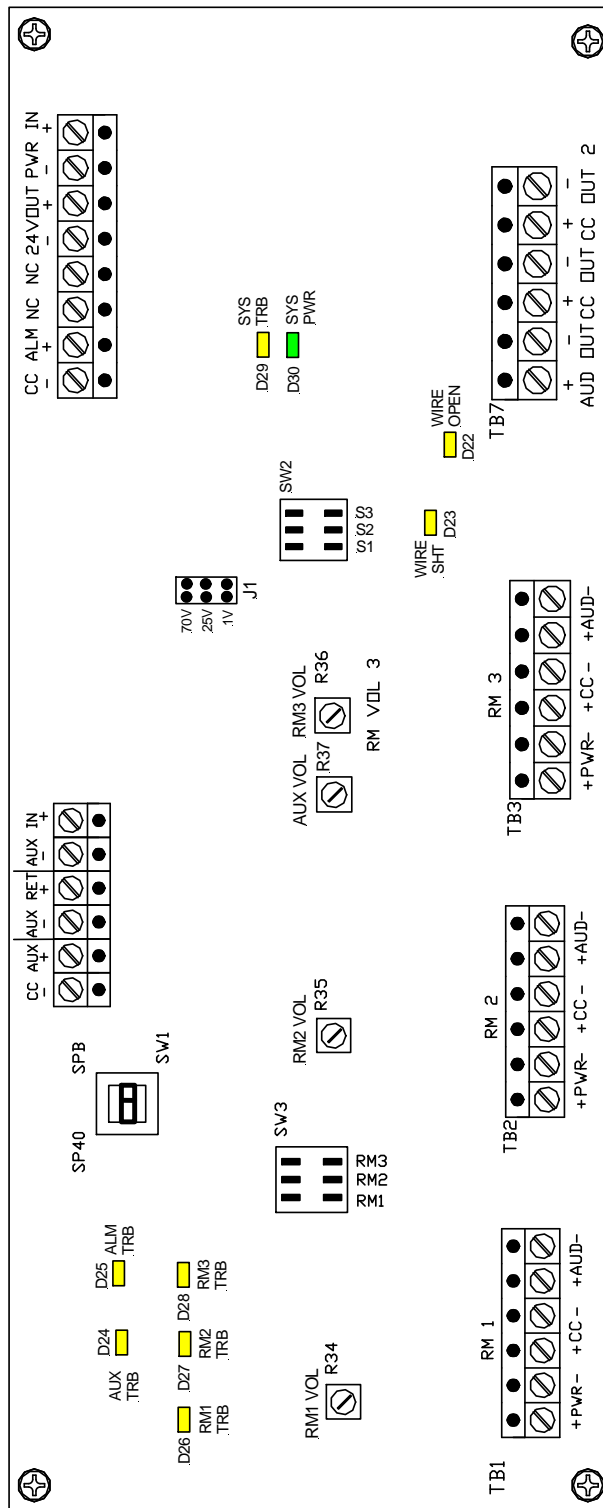 CC ALM NC NC 24VOUT PWR IN
- + - + - +
SYS
TRB
D29
SYS
PWR
D30
AUD OUT CC OUT CC OUT 2
+ - + - + -
TB7
WIRE
OPEN
D22
WIRE
SHT
D23
SW2
S1
S2
S3
.70V
.25V
.1V
J1
RM3 VOL
R36
RM VOL 3
AUX VOL
R37
RM 3
+PWR- +CC - +AUD-
TB3
CC AUX AUX RET AUX IN
- + - + - +
RM2 VOL
R35
RM 2
+PWR- +CC - +AUD-
TB2
SP40
SPB
SW1
SW3
RM1
RM2
RM3
D25
ALM
TRB
D24
AUX
TRB
D28
RM3
TRB
D27
RM2
TRB
D26
RM1
TRB
RM1 VOL
R34
RM 1
+PWR- +CC - +AUD-
TB1